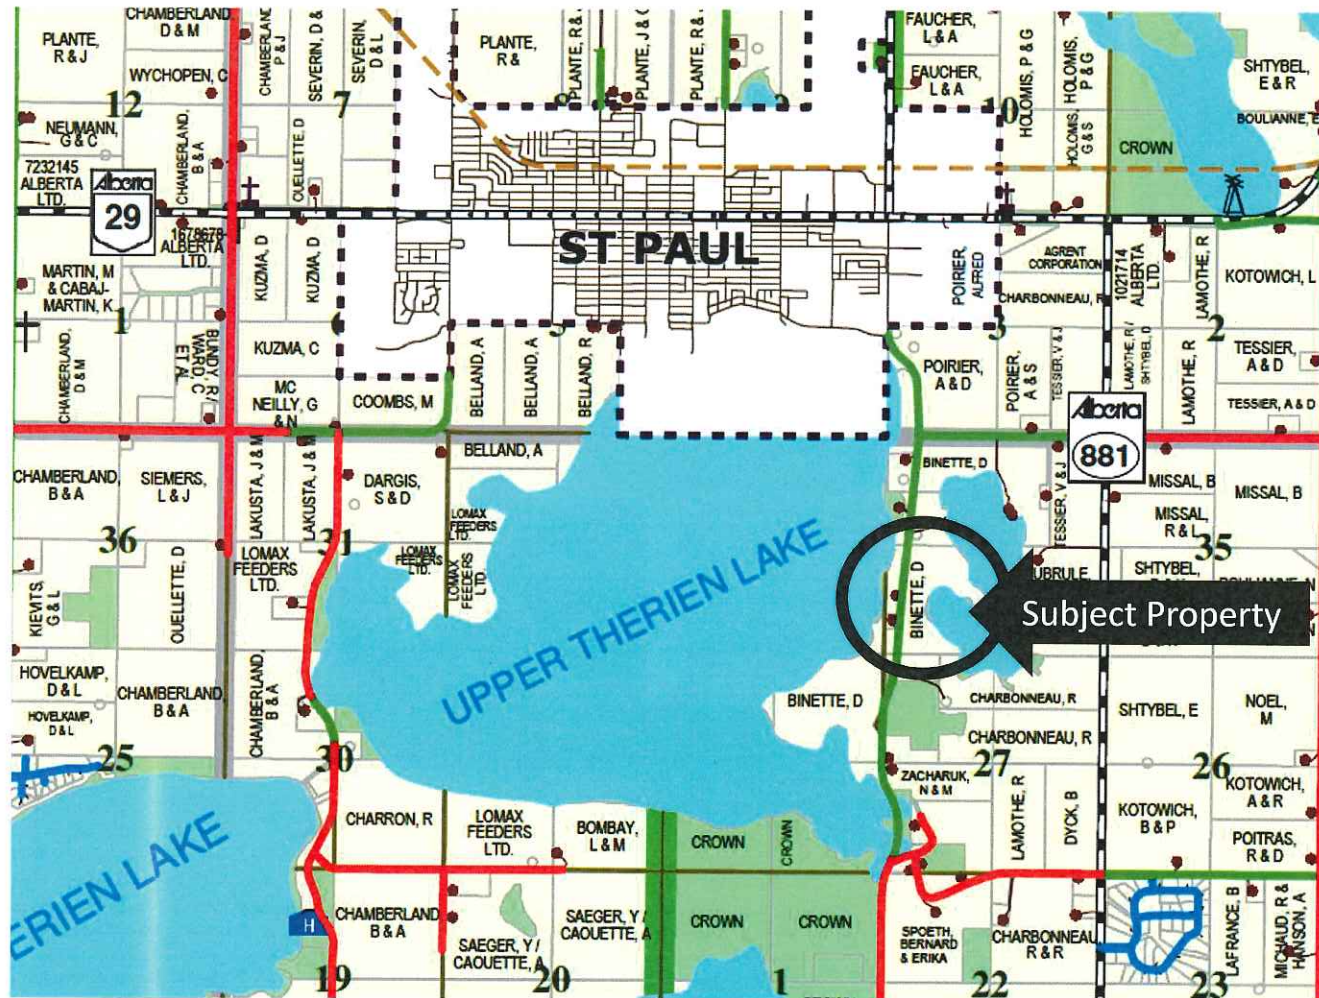 CHAMBERLAND
D & M
PLANTE,
R & J
WYCHOPEN, C
CHAMBERLAND
P & J
SEVERIN, D &
SEVERIN,
D & L
PLANTE,
R &
PLANTE, R &
PLANTE, J &
PLANTE, R &
FAUCHER,
L & A
FAUCHER,
L & A
HOLOMIS, P & G
HOLOMIS,
P & G
HOLOMIS,
G & S
SHTYBEL,
E & R
CROWN
12
7
10
NEUMANN,
G & C
7232145
ALBERTA
LTD.
CHAMBERLAND,
B & A
OUELLETTE, D
Alberta
29
1678678
ALBERTA
LTD.
MARTIN, M
& CABAJ-
MARTIN, K
1
KUZMA, D
KUZMA, D
ST PAUL
POIRIER,
ALFRED
AGRENT
CORPORATION
CHARBONNEAU, R
3
1021714
ALBERTA
LTD.
LAMOTHE, R
KOTOWICH, L
2
CHAMBERLAND,
D & M
BUNDY, R /
WARD, C
ET AL
KUZMA, C
MC
NEILLY, G
& N
COOMBS, M
BELLAND, A
BELLAND, A
BELLAND, R
POIRIER,
A & D
POIRIER,
A & S
TESSIER, V & J
LAMOTHE, R /
SHTYBEL, D
LAMOTHE, R
TESSIER,
A & D
TESSIER, A & D
Alberta
881
CHAMBERLAND,
B & A
SIEMERS,
L & J
LAKUSTA, J & M
LAKUSTA, J & M
DARGIS,
S & D
BELLAND, A
LOMAX
FEEDERS
LTD.
LOMAX
FEEDERS
LTD.
LOMAX
FEEDERS
LTD.
BINETTE, D
TESSIER, V & J
MISSAL, B
MISSAL, B
MISSAL,
R & L
36
31
35
KIEVITS,
G & L
OUELLETTE, D
LOMAX
FEEDERS
LTD.
UPPER THERIEN LAKE
BINETTE, D
UBRULE,
SHTYBEL,
Subject Property
HOVELKAMP,
D & L
HOVELKAMP,
D & L
CHAMBERLAND,
B & A
CHAMBERLAND,
B & A
BINETTE, D
CHARBONNEAU, R
CHARBONNEAU, R
SHTYBEL, E
NOEL,
M
25
30
27
26
ZACHARUK,
N & M
LAMOTHE, R
DYCK, B
KOTOWICH,
B & P
KOTOWICH,
A & R
POITRAS,
R & D
ERIEN LAKE
CHARRON, R
LOMAX
FEEDERS
LTD.
BOMBAY,
L & M
CROWN
CROWN
H
CHAMBERLAND
B & A
SAEGER, Y /
CAOUETTE, A
SAEGER, Y /
CAOUETTE, A
CROWN
CROWN
SPOETH,
BERNARD
& ERIKA
CHARBONNEAU,
R & R
LAFRANCE, B
MICHAUD, R &
HANSON, A
19
20
1
22
23